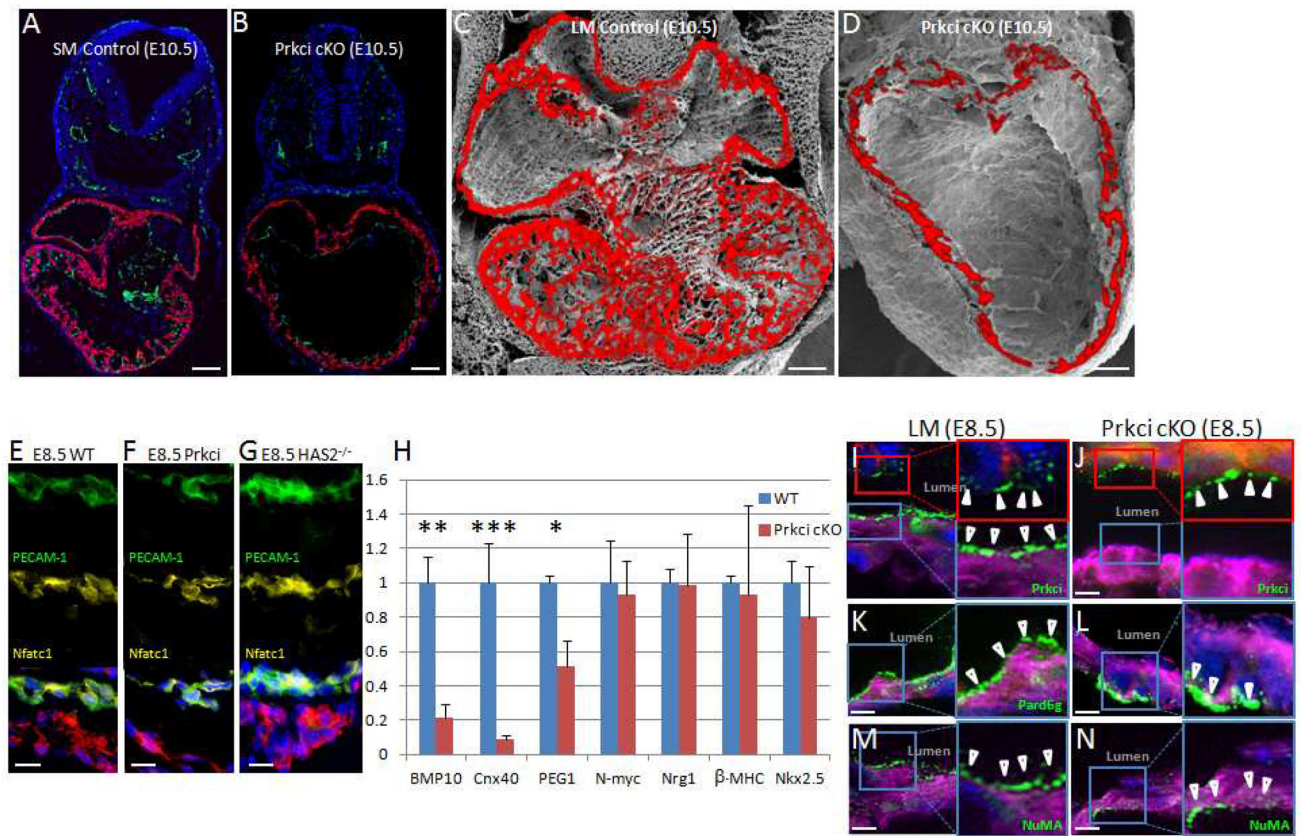 A
SM Control (E10.5)
B
Prkci cKO (E10.5)
C
LM Control (E10.5)
D
Prkci cKO (E10.5)
E E8.5 WT
PECAM-1
Nfatc1
F E8.5 Prkci
PECAM-1
Nfatc1
G E8.5 HAS2-/-
PECAM-1
Nfatc1
H
1.6
1.4
1.2
1
0.8
0.6
0.4
0.2
0
** *** *
WT
Prkci cKO
BMP10 Cnx40 PEG1 N-myc Nrg1 β-MHC Nkx2.5
LM (E8.5) Prkci cKO (E8.5)
I
Lumen
Prkci
J
Lumen
Prkci
K
Lumen
Pard6g
L
Lumen
M
Lumen
NuMA
N
Lumen
NuMA